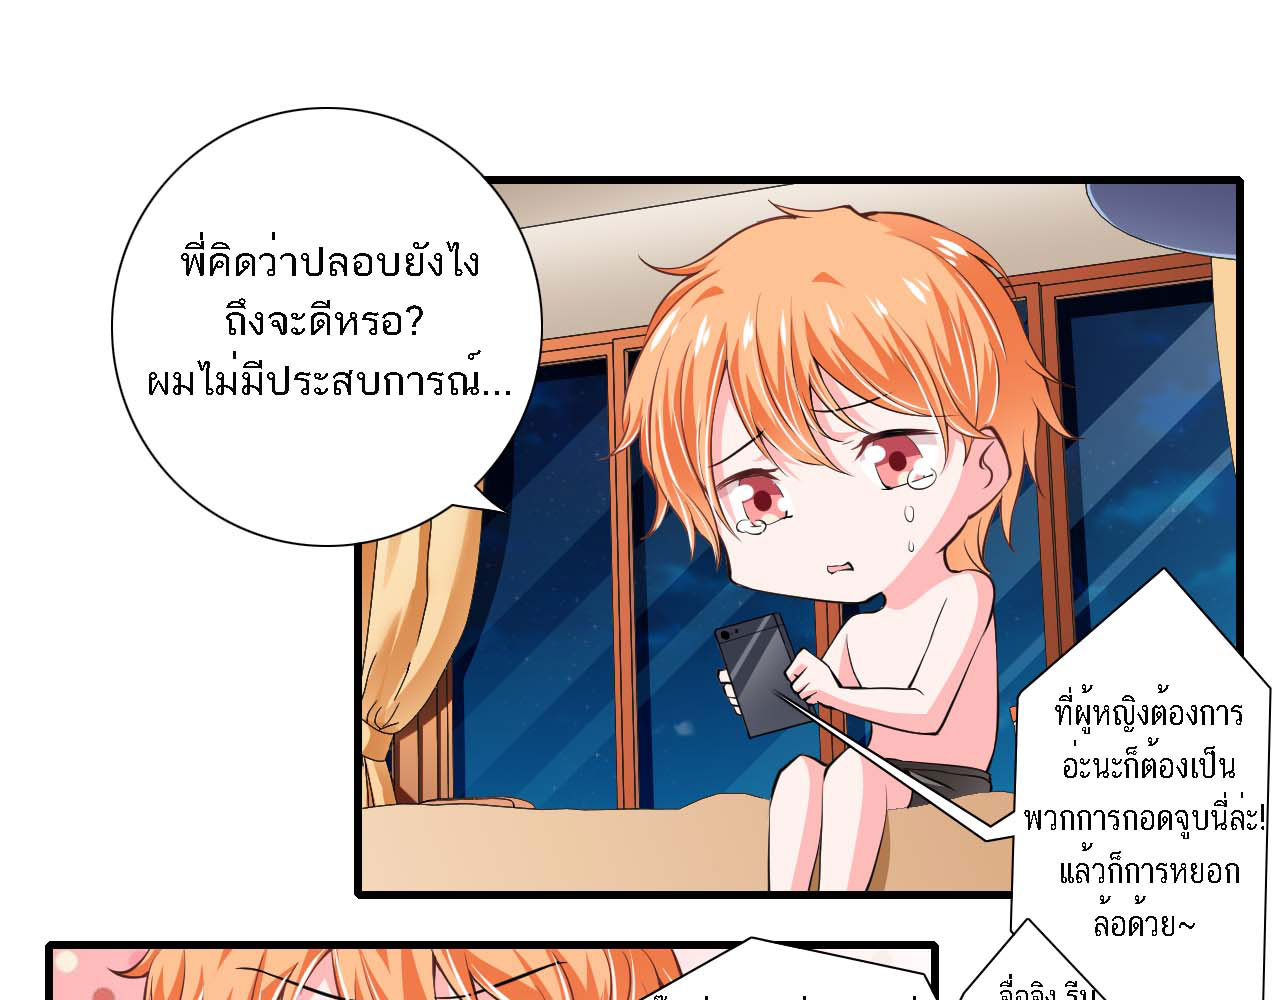 พี่คิดว่าปลอบยังไง
ถึงจะดีหรอ?
ผมไม่มีประสบการณ์...
ที่ผู้หญิงต้องการ
อ่ะนะก็ต้องเป็น
พวกการกอดจูบนี่ล่ะ!
แล้วก็การหยอก
ล้อด้วย~